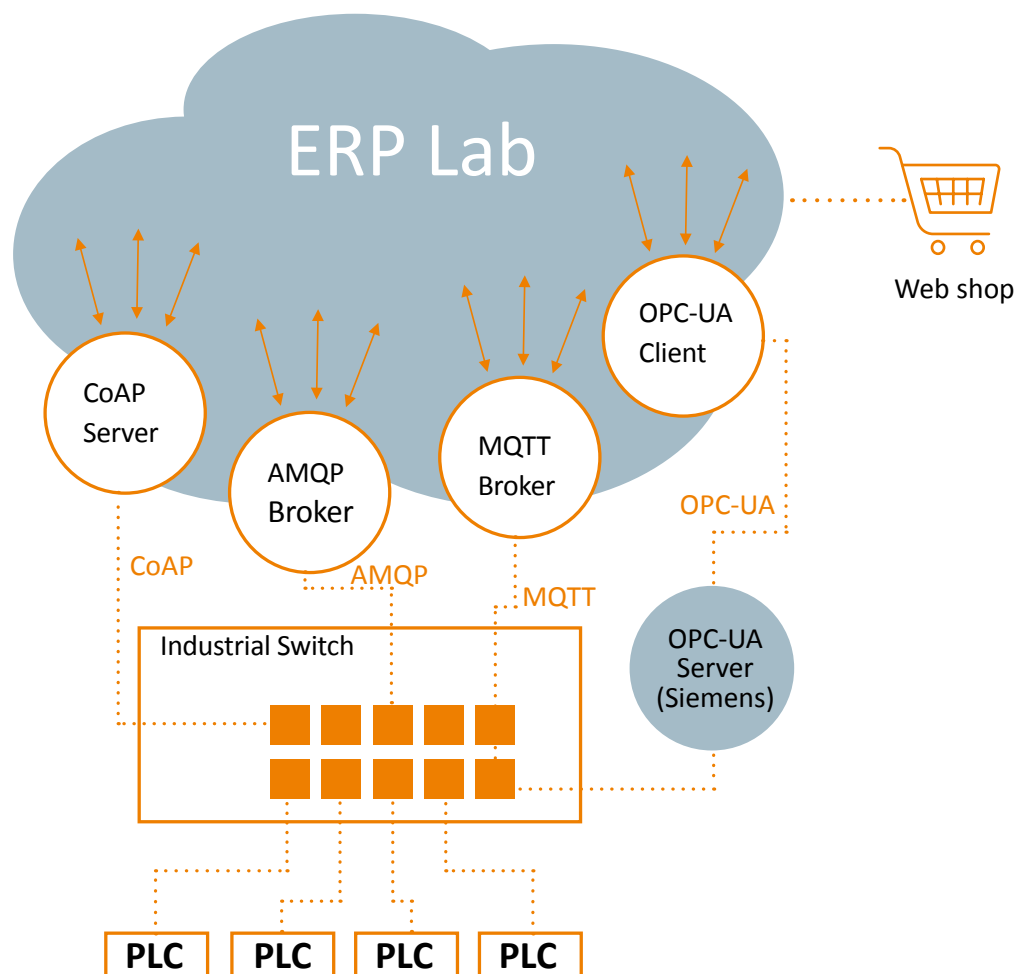 ERP Lab
Web shop
OPC-UA
Client
CoAP
Server
MQTT
Broker
AMQP
Broker
OPC-UA
CoAP
AMQP
MQTT
Industrial Switch
OPC-UA
Server
(Siemens)
PLC
PLC
PLC
PLC